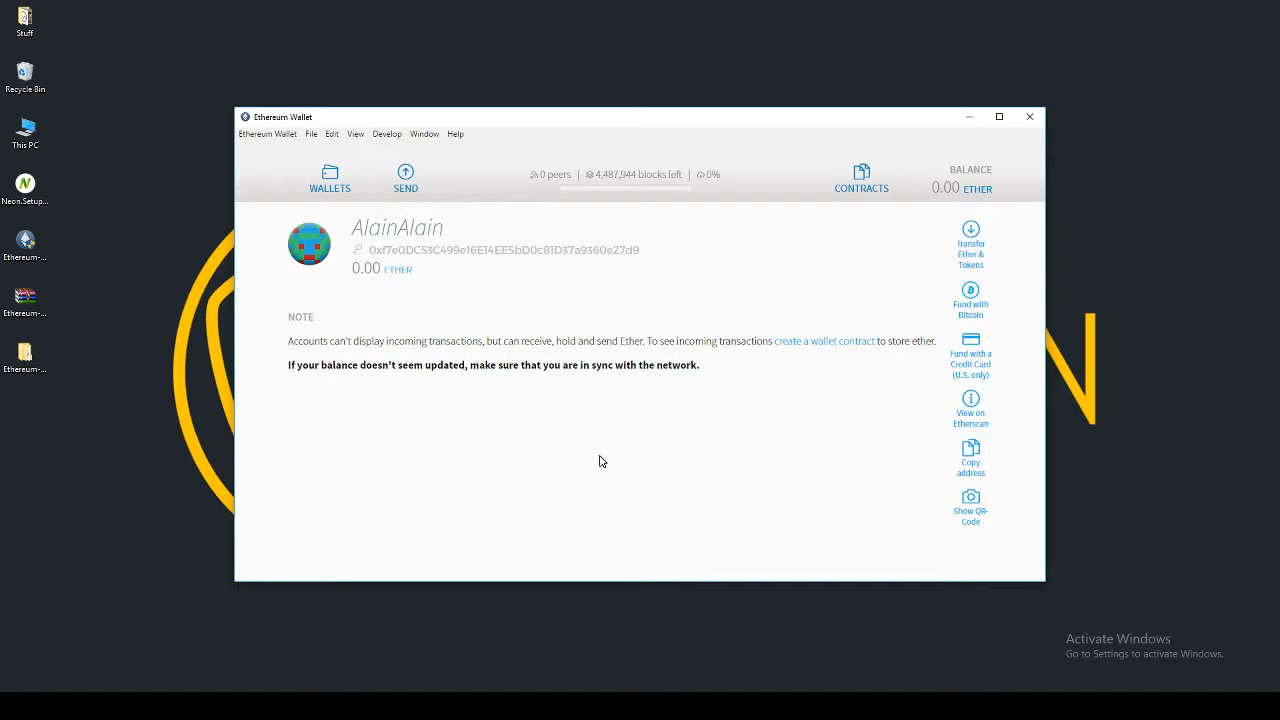 Stuff
Recycle Bin
This PC
Neon.Setup...
Ethereum-...
Ethereum-...
Ethereum-...
Ethereum Wallet
Ethereum Wallet File Edit View Develop Window Help
WALLETS
SEND
0 peers | 4,487,944 blocks left | 0%
CONTRACTS
BALANCE
0.00 ETHER
AlainAlain
0xf7e0DC53C499e16E14EE5bD0c81D37a9360e27d9
0.00 ETHER
NOTE
Accounts can't display incoming transactions, but can receive, hold and send Ether. To see incoming transactions create a wallet contract to store ether.
If your balance doesn't seem updated, make sure that you are in sync with the network.
Transfer
Ether &
Tokens
Fund with
Bitcoin
Fund with a
Credit Card
(U.S. only)
View on
Etherscan
Copy
address
Show QR-
Code
N
Activate Windows
Go to Settings to activate Windows.